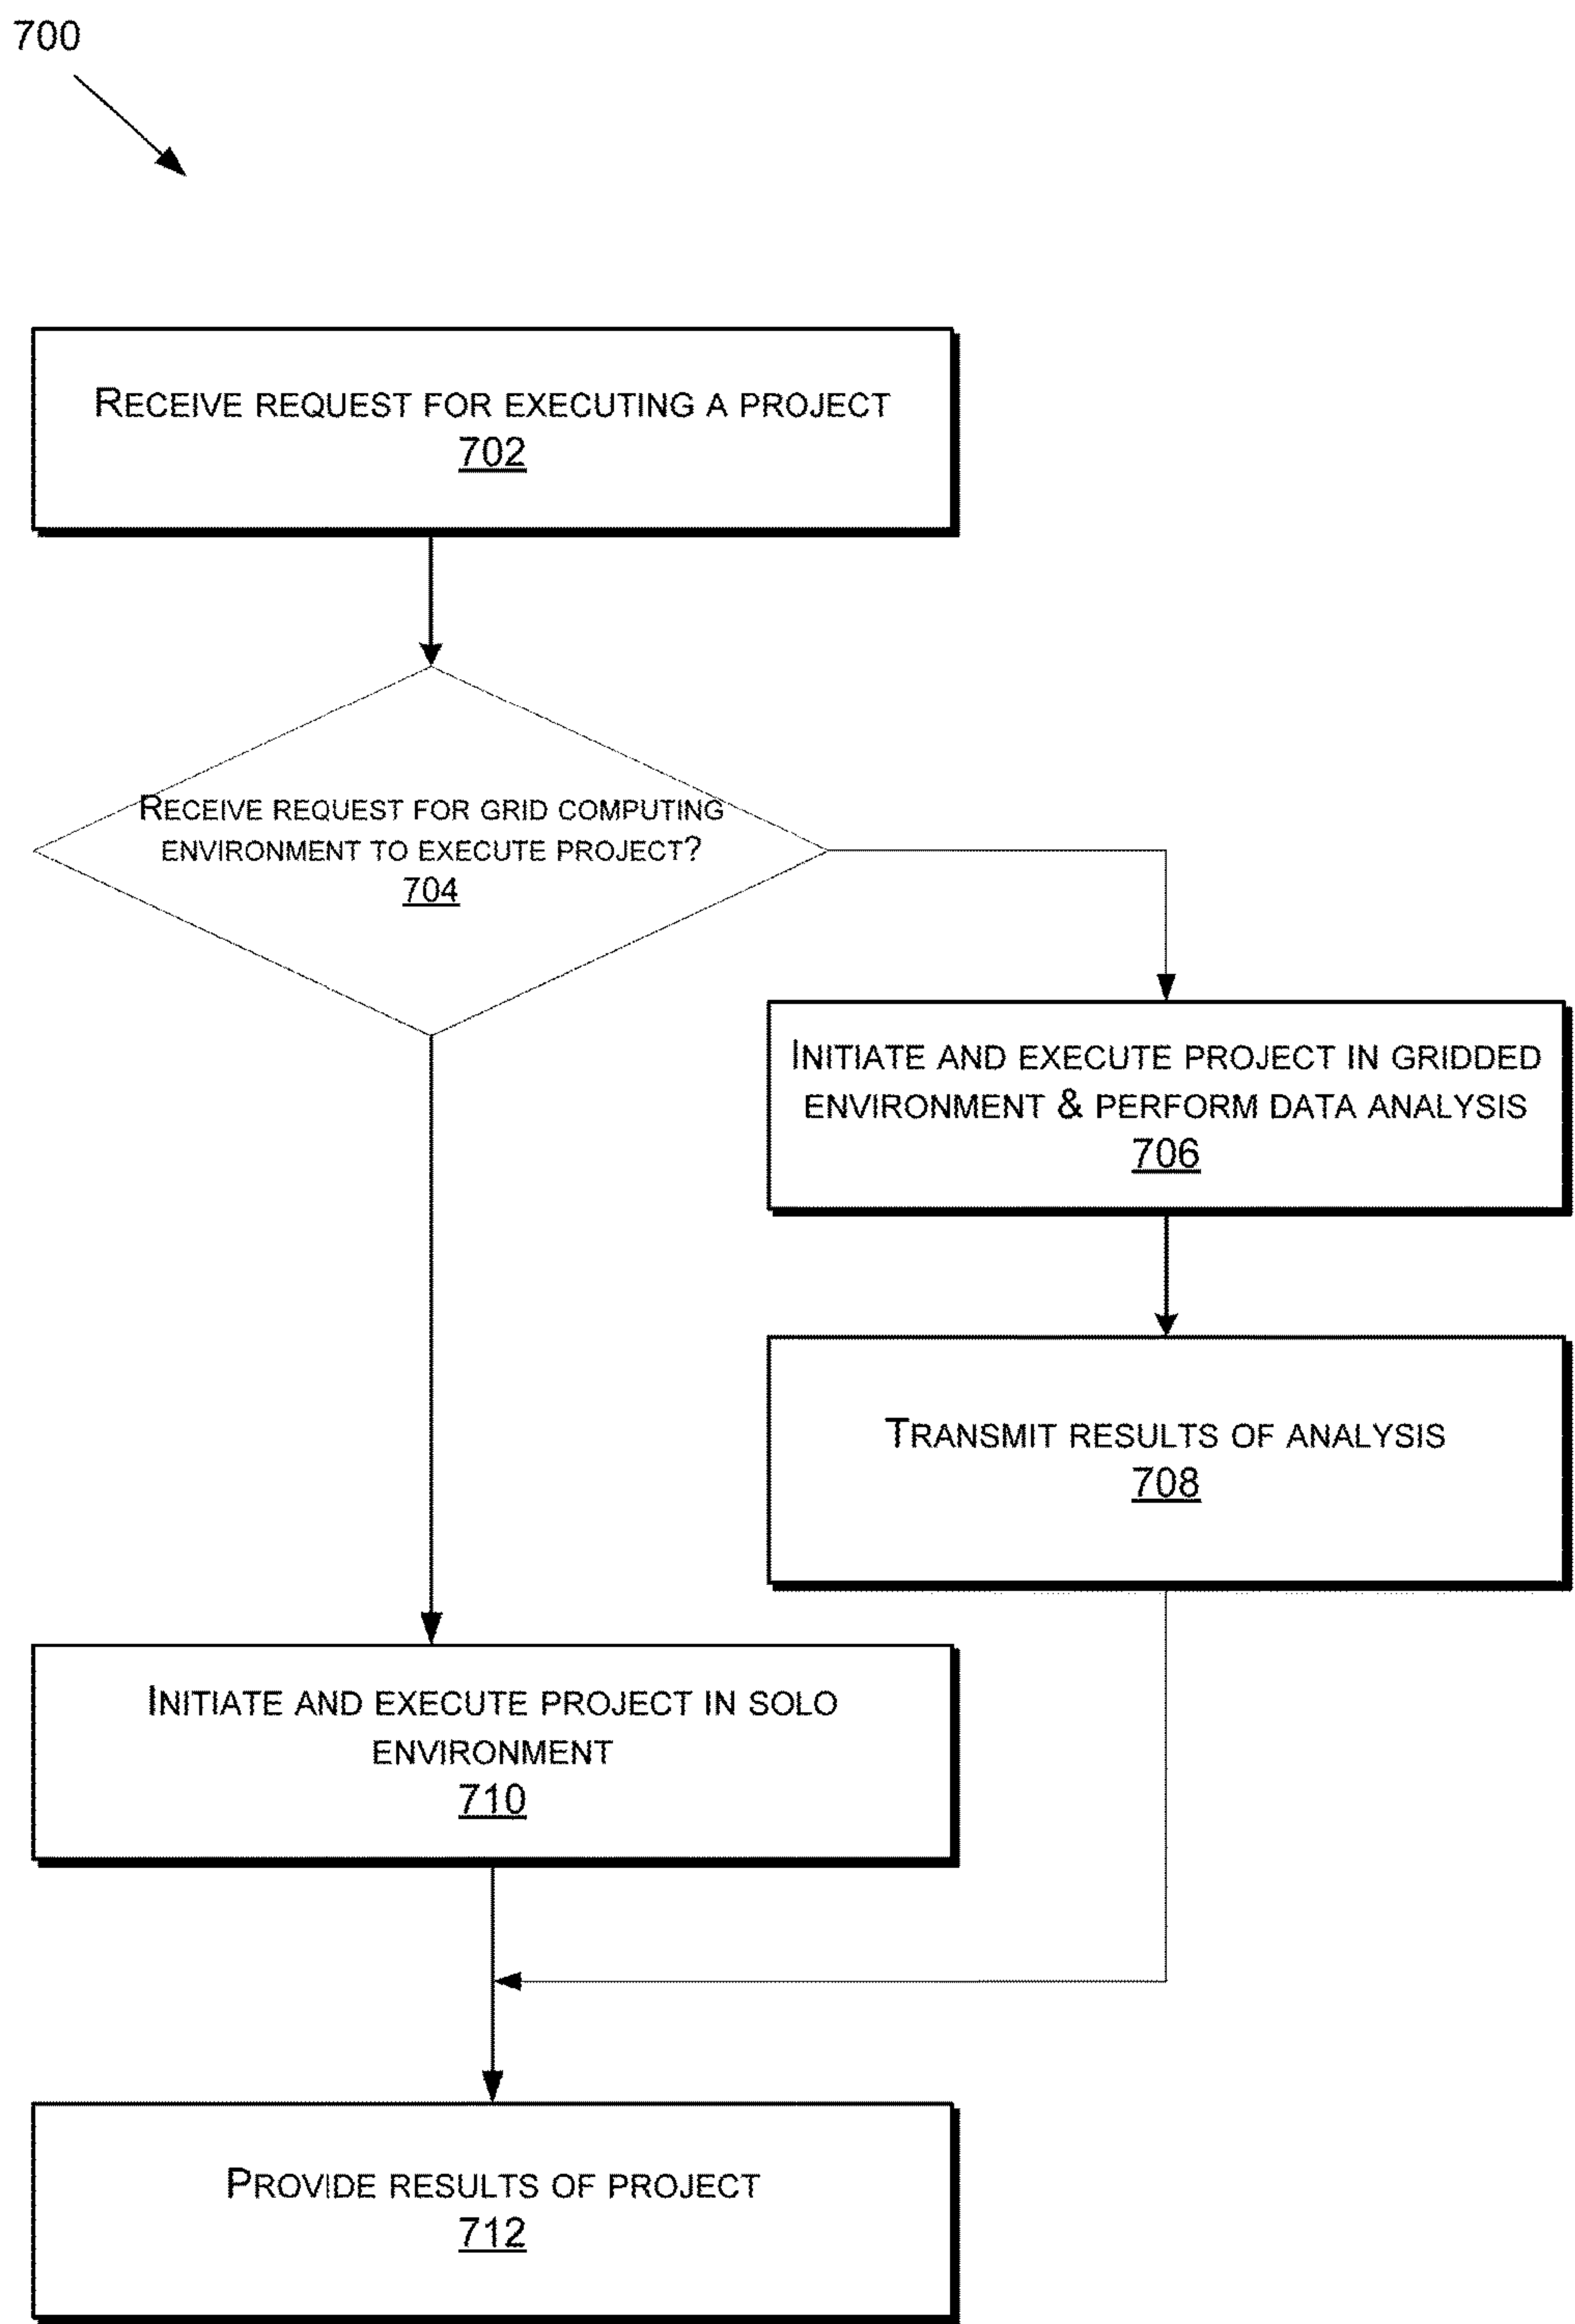 700
RECEIVE REQUEST FOR EXECUTING A PROJECT
702
RECEIVE REQUEST FOR GRID COMPUTING
ENVIRONMENT TO EXECUTE PROJECT?
704
INITIATE AND EXECUTE PROJECT IN GRIDDED
ENVIRONMENT & PERFORM DATA ANALYSIS
706
TRANSMIT RESULTS OF ANALYSIS
708
INITIATE AND EXECUTE PROJECT IN SOLO
ENVIRONMENT
710
PROVIDE RESULTS OF PROJECT
712